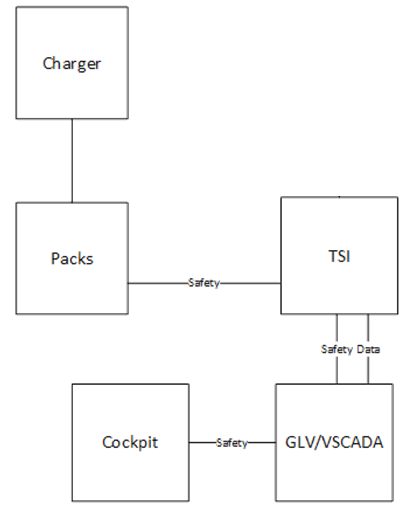 Charger
Packs
TSI
Safety
Safety Data
Cockpit
Safety
GLV/VSCADA